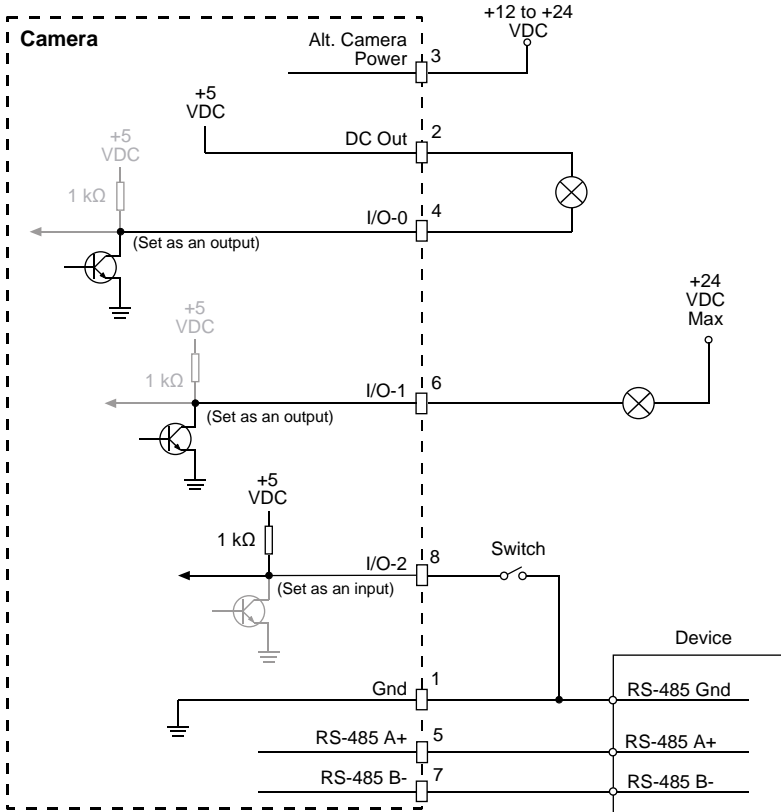 +12 to +24
VDC
Camera
Alt. Camera
Power
3
+5
VDC
DC Out
2
+5
VDC
1 kΩ
I/O-0
4
(Set as an output)
+24
VDC
Max
+5
VDC
1 kΩ
I/O-1
6
(Set as an output)
+5
VDC
1 kΩ
I/O-2
8
Switch
(Set as an input)
Device
Gnd
1
RS-485 Gnd
RS-485 A+
5
RS-485 A+
RS-485 B-
7
RS-485 B-